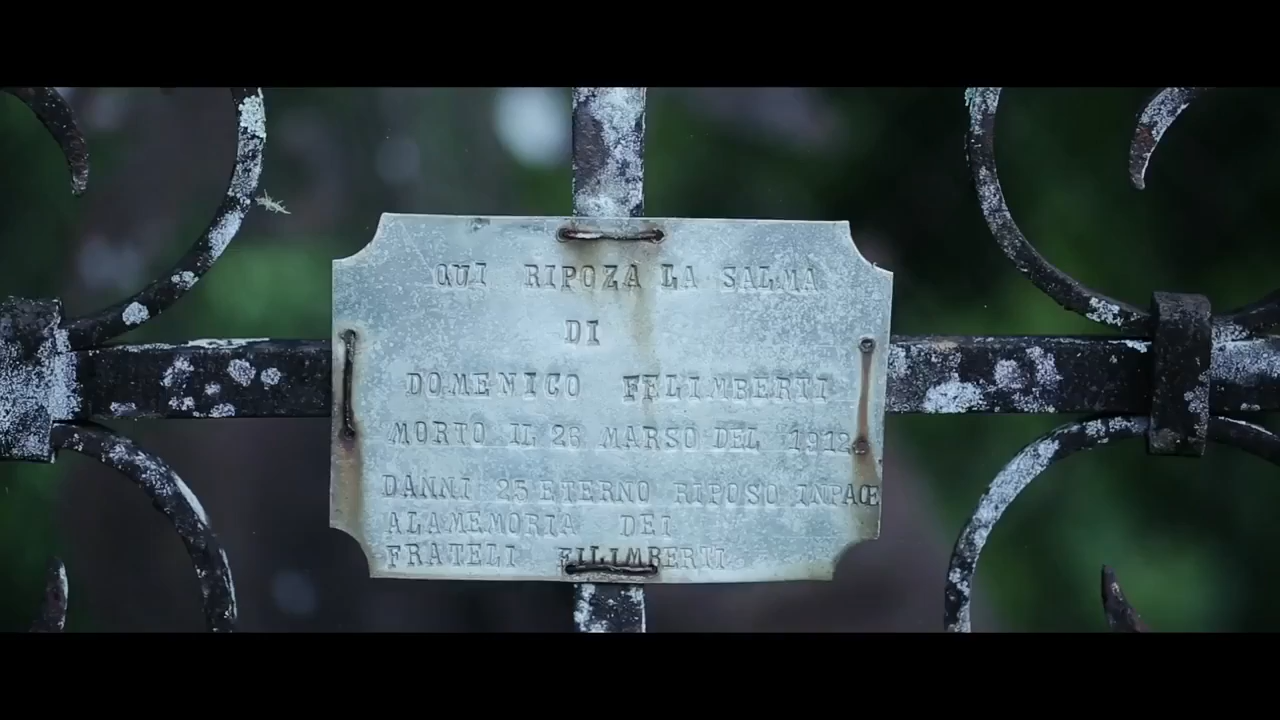 QUI RIPOZA LA SALMA
DI
DOMENICO FELIMBERTI
MORTO IL 26 MARSO DEL 1912
DANNI 25 ETERNO RIPOSO INPACE
ALAMEMORIA DEI
FRATELI FILIMBERTI